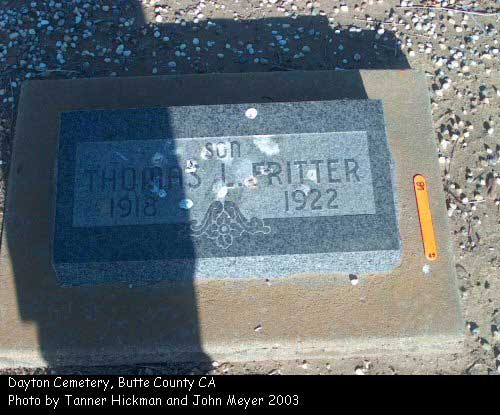 SON
THOMAS L. FRITTER
1918 1922
Dayton Cemetery, Butte County CA
Photo by Tanner Hickman and John Meyer 2003